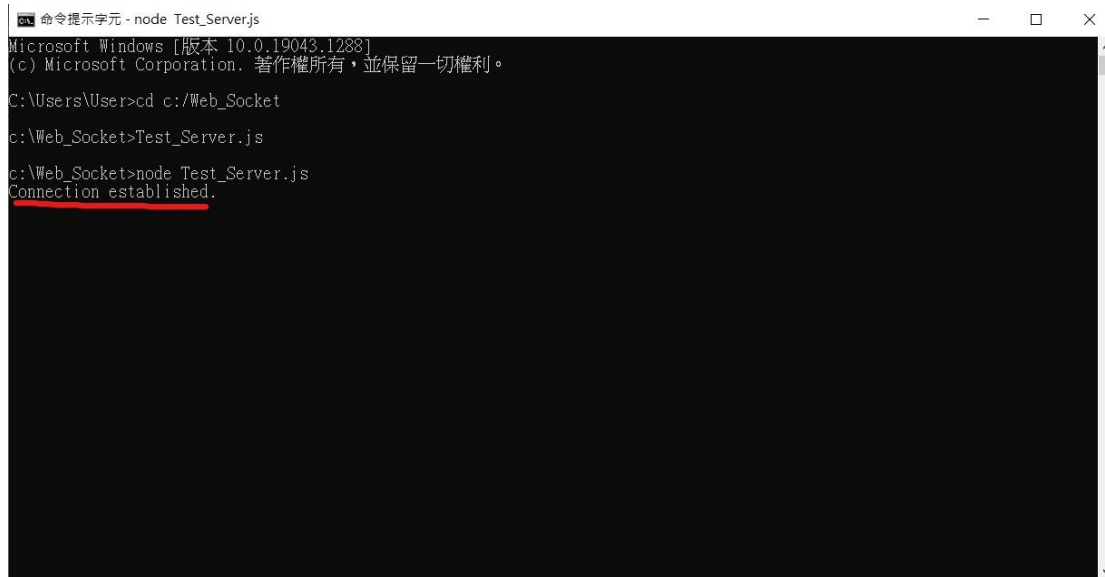 命令提示字元 - node Test_Server.js
Microsoft Windows [版本 10.0.19043.1288]
(c) Microsoft Corporation. 著作權所有，並保留一切權利。
C:\Users\User>cd c:/Web_Socket
c:\Web_Socket>Test_Server.js
c:\Web_Socket>node Test_Server.js
Connection established.